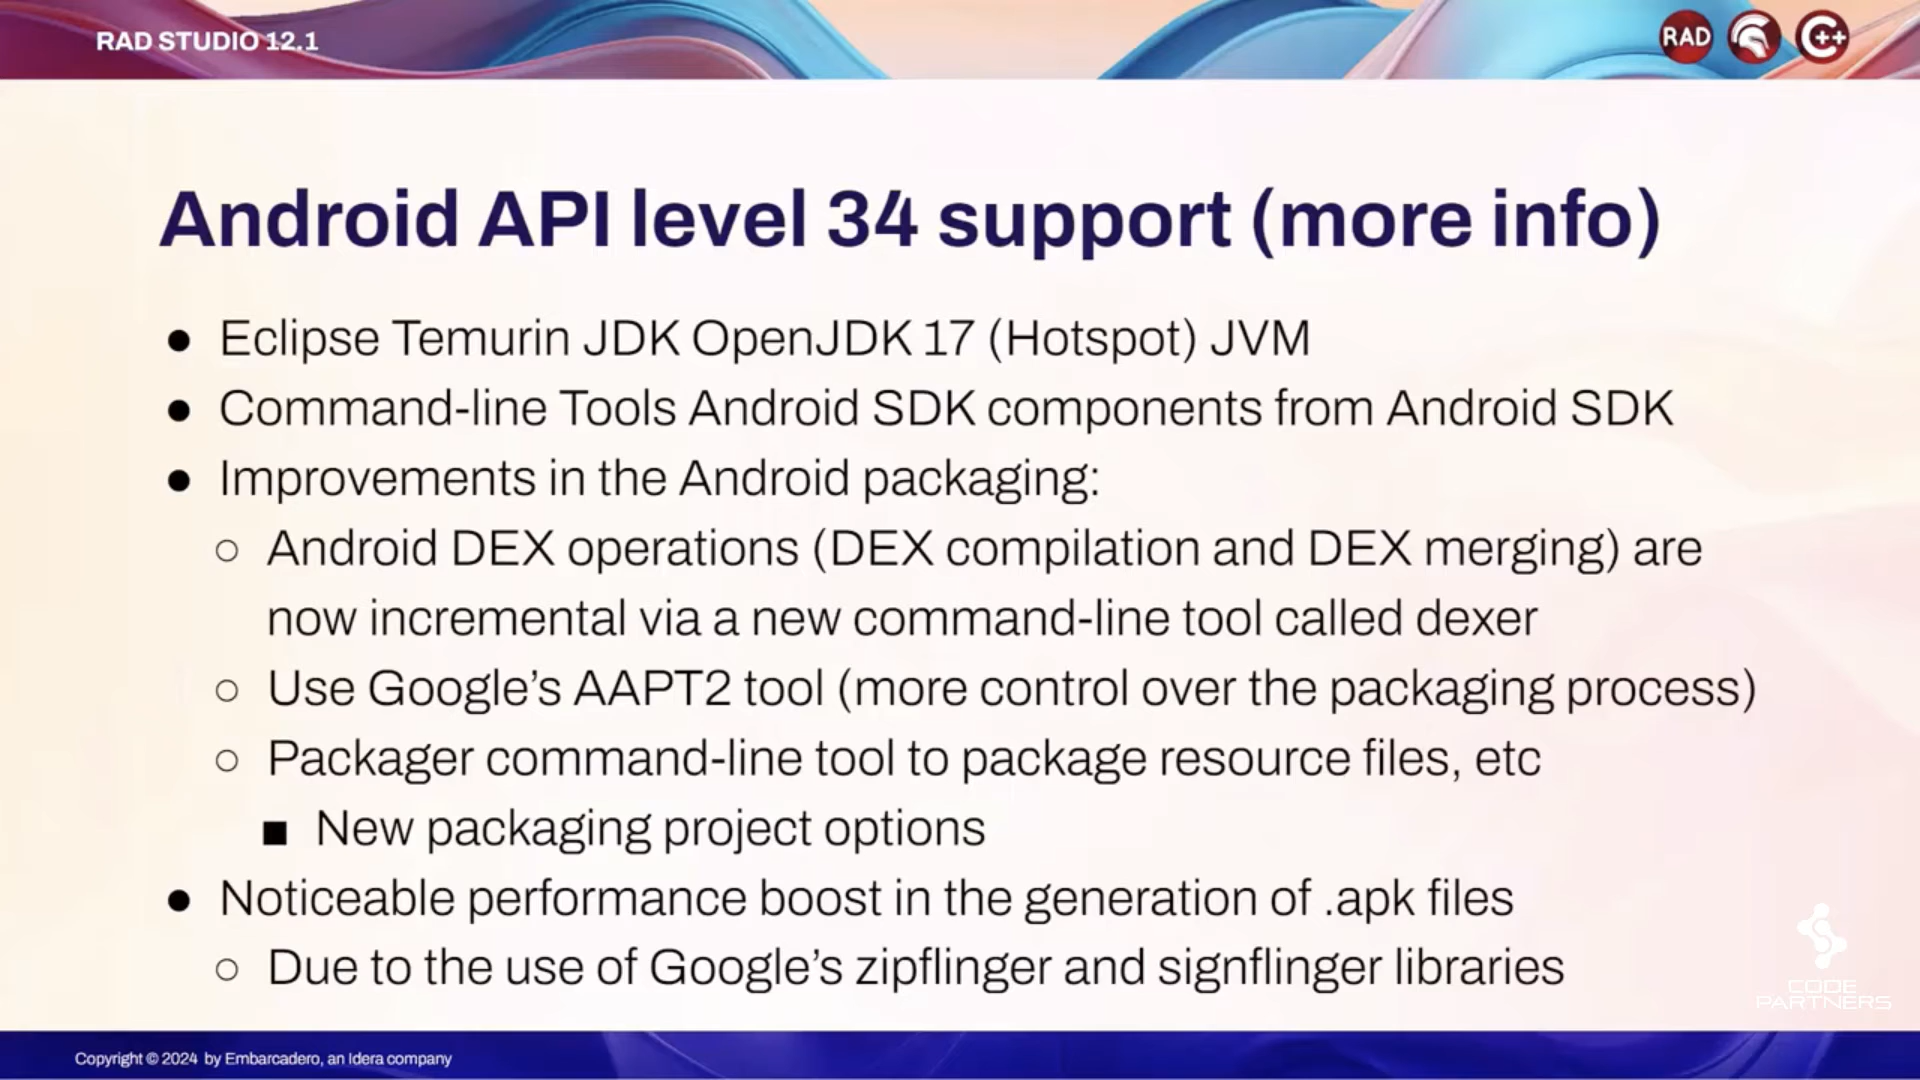 RAD STUDIO 12.1
RAD
C++
Android API level 34 support (more info)
● Eclipse Temurin JDK OpenJDK 17 (Hotspot) JVM
● Command-line Tools Android SDK components from Android SDK
● Improvements in the Android packaging:
○ Android DEX operations (DEX compilation and DEX merging) are
now incremental via a new command-line tool called dexer
○ Use Google’s AAPT2 tool (more control over the packaging process)
○ Packager command-line tool to package resource files, etc
■ New packaging project options
● Noticeable performance boost in the generation of .apk files
○ Due to the use of Google’s zipflinger and signflinger libraries
CODE
PARTNERS
Copyright © 2024 by Embarcadero, an Idera company